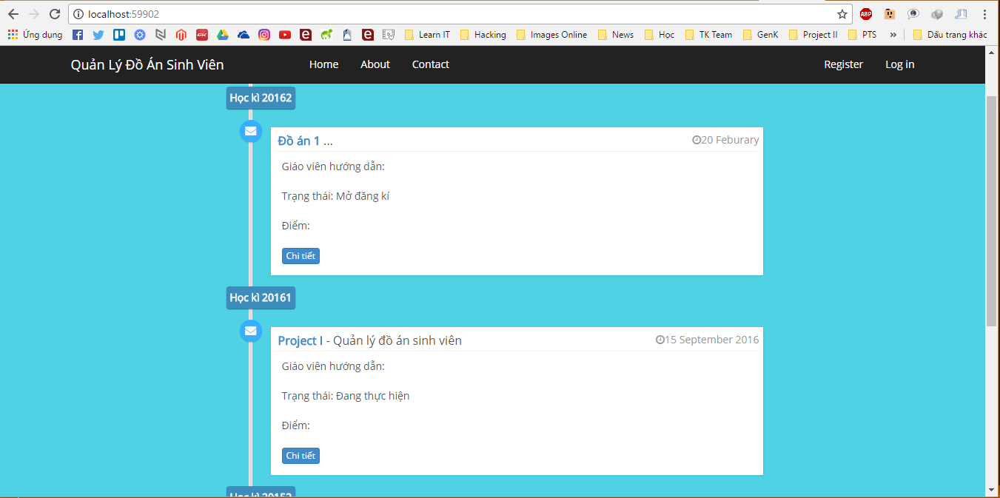 localhost:59902
ABP
Ứng dụng
Learn IT
Hacking
Images Online
News
Học
TK Team
GenK
Project II
PTS
»
Dấu trang khác
Quản Lý Đồ Án Sinh Viên
Home
About
Contact
Register
Log in
Học kì 20162
Đồ án 1 ...
20 Feburary
Giáo viên hướng dẫn:
Trạng thái: Mở đăng kí
Điểm:
Chi tiết
Học kì 20161
Project I - Quản lý đồ án sinh viên
15 September 2016
Giáo viên hướng dẫn:
Trạng thái: Đang thực hiện
Điểm:
Chi tiết
Học kì